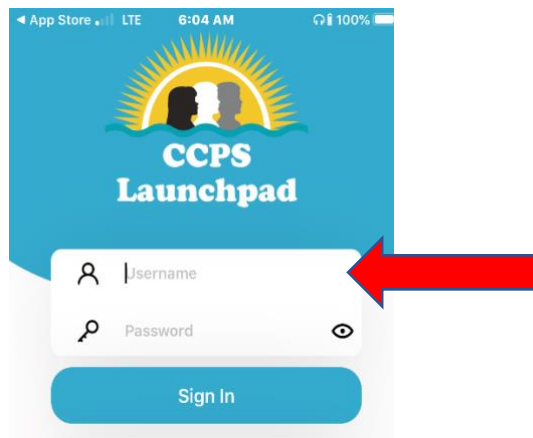 ◀ App Store LTE 6:04 AM 100%
CCPS
Launchpad
Username
Password
Sign In